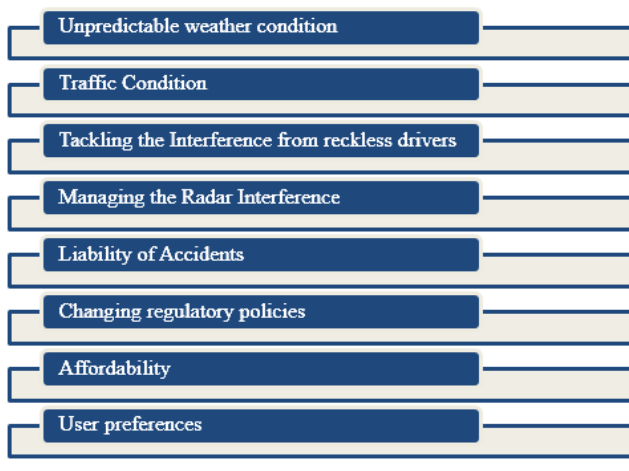 Unpredictable weather condition
Traffic Condition
Tackling the Interference from reckless drivers
Managing the Radar Interference
Liability of Accidents
Changing regulatory policies
Affordability
User preferences